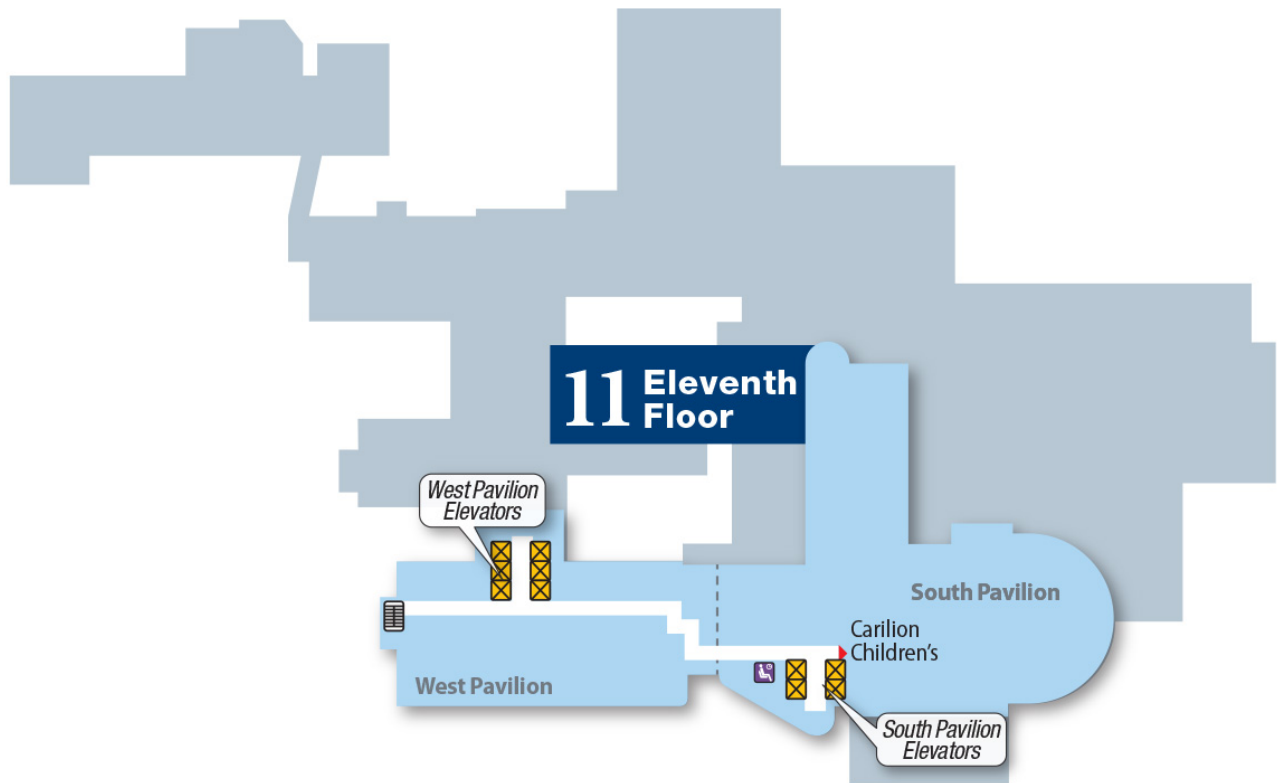 11 Eleventh
Floor
West Pavilion
Elevators
South Pavilion
Carilion
Children's
West Pavilion
South Pavilion
Elevators